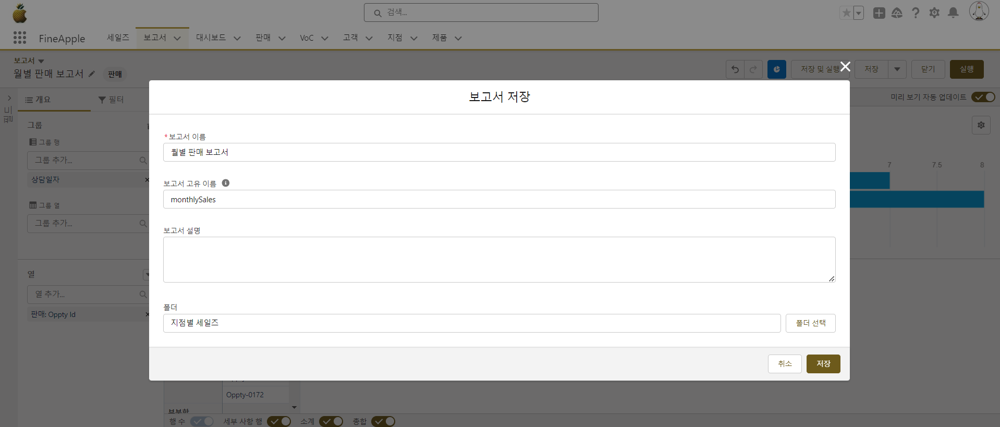 검색...
FineApple 세일즈 보고서 대시보드 판매 VoC 고객 지점 제품
보고서
월별 판매 보고서 판매
저장 및 실행 저장 닫기 실행
필드
개요 필터
미리 보기 자동 업데이트
그룹
그룹 행
그룹 추가...
상담일자
그룹 열
그룹 추가...
열
열 추가...
판매: Oppty Id
보고서 저장
*보고서 이름
월별 판매 보고서
보고서 고유 이름
monthlySales
보고서 설명
폴더
지점별 세일즈
폴더 선택
취소 저장
7 7.5 8
Oppty-0172
부분합
행 수 세부 사항 행 소계 총합